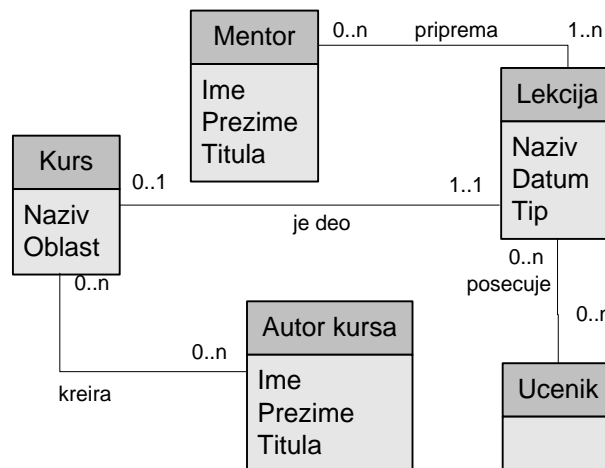 Mentor
Ime
Prezime
Titula
0..n
priprema
1..n
Lekcija
Naziv
Datum
Tip
Kurs
Naziv
Oblast
0..1
je deo
1..1
0..n
0..n
kreira
Autor kursa
Ime
Prezime
Titula
0..n
posecuje
0..n
Ucenik